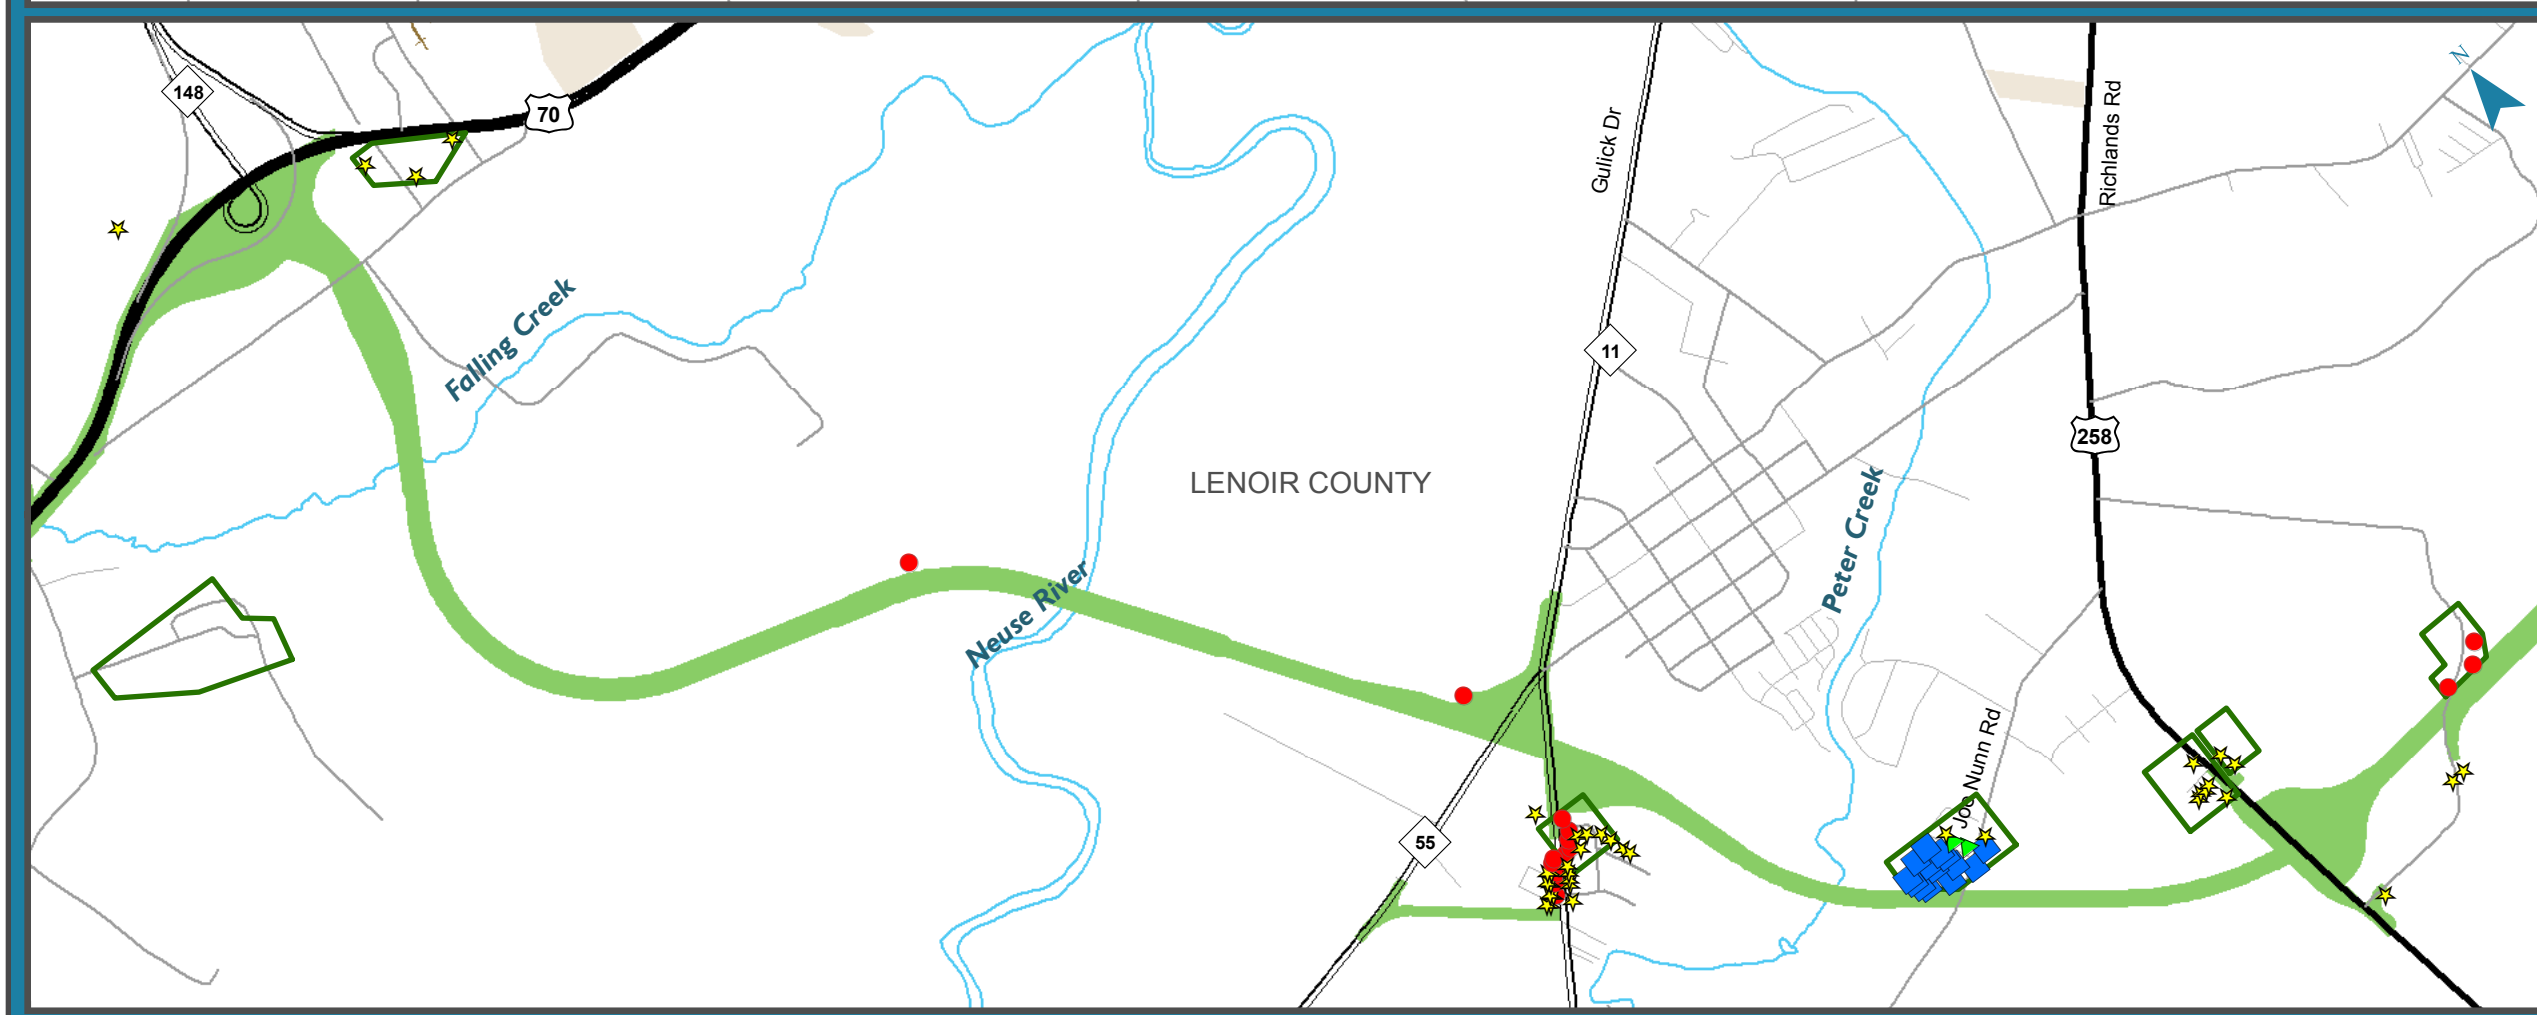 N
148
70
Gulick Dr
Richlands Rd
Falling Creek
11
258
LENOIR COUNTY
Peter Creek
Neuse River
Joe Nunn Rd
55